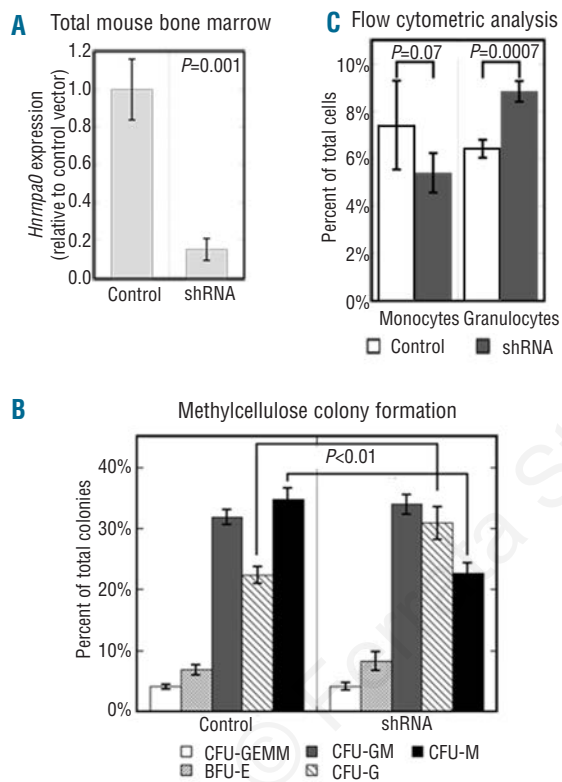 A Total mouse bone marrow
P=0.001
1.2
1.0
0.8
0.6
0.4
0.2
0.0
Hnrnpa0 expression
(relative to control vector)
Control shRNA
C Flow cytometric analysis
P=0.07 P=0.0007
10%
8%
6%
4%
2%
0%
Percent of total cells
Monocytes Granulocytes
Control shRNA
B Methylcellulose colony formation
P<0.01
40%
30%
20%
10%
0%
Percent of total colonies
Control shRNA
CFU-GEMM CFU-GM CFU-M
BFU-E CFU-G